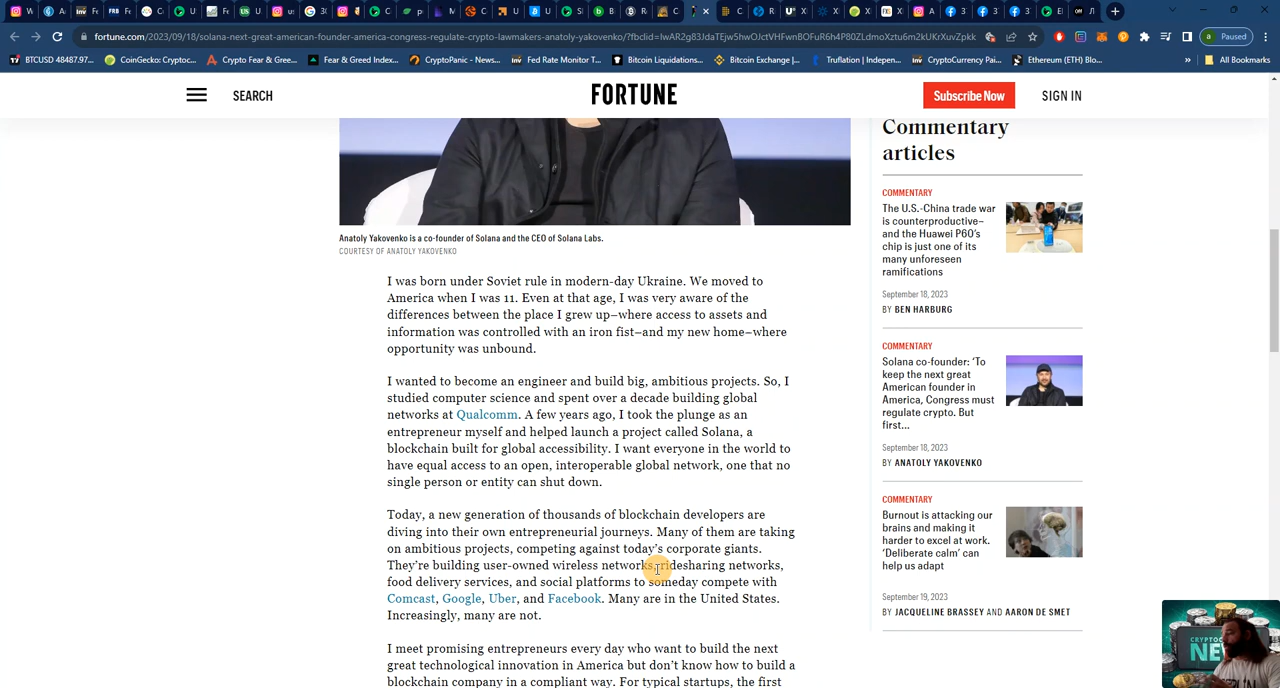 fortune.com/2023/09/18/solana-next-great-american-founder-america-congress-regulate-crypto-lawmakers-anatoly-yakovenko/?fbclid=IwAR2g83JdaTEjw5hwOJctVHFwnBOFuR6h4P80ZLdmoXztu6m2kUKrXuvZpkk
Paused
BTCUSD 48487.97...
CoinGecko: Cryptoc...
Crypto Fear & Gree...
Fear & Greed Index...
CryptoPanic - News...
Fed Rate Monitor T...
Bitcoin Liquidations...
Bitcoin Exchange |...
Truflation | Indepen...
CryptoCurrency Pai...
Ethereum (ETH) Blo...
»
All Bookmarks
SEARCH
FORTUNE
Subscribe Now
SIGN IN
Commentary
articles
Anatoly Yakovenko is a co-founder of Solana and the CEO of Solana Labs.
COURTESY OF ANATOLY YAKOVENKO
I was born under Soviet rule in modern-day Ukraine. We moved to
America when I was 11. Even at that age, I was very aware of the
differences between the place I grew up–where access to assets and
information was controlled with an iron fist–and my new home–where
opportunity was unbound.
I wanted to become an engineer and build big, ambitious projects. So, I
studied computer science and spent over a decade building global
networks at Qualcomm. A few years ago, I took the plunge as an
entrepreneur myself and helped launch a project called Solana, a
blockchain built for global accessibility. I want everyone in the world to
have equal access to an open, interoperable global network, one that no
single person or entity can shut down.
Today, a new generation of thousands of blockchain developers are
diving into their own entrepreneurial journeys. Many of them are taking
on ambitious projects, competing against today's corporate giants.
They're building user-owned wireless networks, ridesharing networks,
food delivery services, and social platforms to someday compete with
Comcast, Google, Uber, and Facebook. Many are in the United States.
Increasingly, many are not.
I meet promising entrepreneurs every day who want to build the next
great technological innovation in America but don't know how to build a
blockchain company in a compliant way. For typical startups, the first
COMMENTARY
The U.S.-China trade war
is counterproductive–
and the Huawei P60's
chip is just one of its
many unforeseen
ramifications
September 18, 2023
BY BEN HARBURG
COMMENTARY
Solana co-founder: 'To
keep the next great
American founder in
America, Congress must
regulate crypto. But
first...
September 18, 2023
BY ANATOLY YAKOVENKO
COMMENTARY
Burnout is attacking our
brains and making it
harder to excel at work.
'Deliberate calm' can
help us adapt
September 19, 2023
BY JACQUELINE BRASSEY AND AARON DE SMET